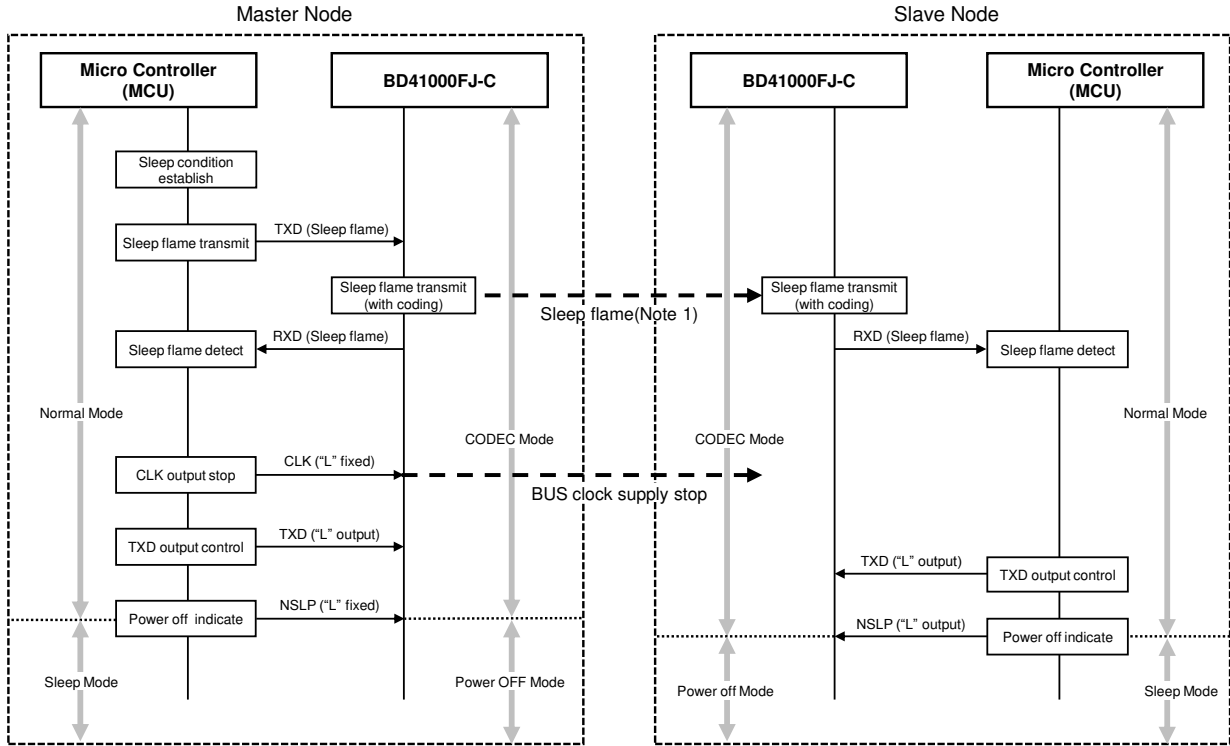 Master Node
Slave Node
Micro Controller
(MCU)
BD41000FJ-C
BD41000FJ-C
Micro Controller
(MCU)
Sleep condition
establish
Sleep flame transmit
TXD (Sleep flame)
Sleep flame transmit
(with coding)
Sleep flame(Note 1)
Sleep flame transmit
(with coding)
Sleep flame detect
RXD (Sleep flame)
RXD (Sleep flame)
Sleep flame detect
Normal Mode
CODEC Mode
CODEC Mode
Normal Mode
CLK output stop
CLK ("L" fixed)
BUS clock supply stop
TXD output control
TXD ("L" output)
TXD ("L" output)
TXD output control
Power off indicate
NSLP ("L" fixed)
NSLP ("L" output)
Power off indicate
Sleep Mode
Power OFF Mode
Power off Mode
Sleep Mode